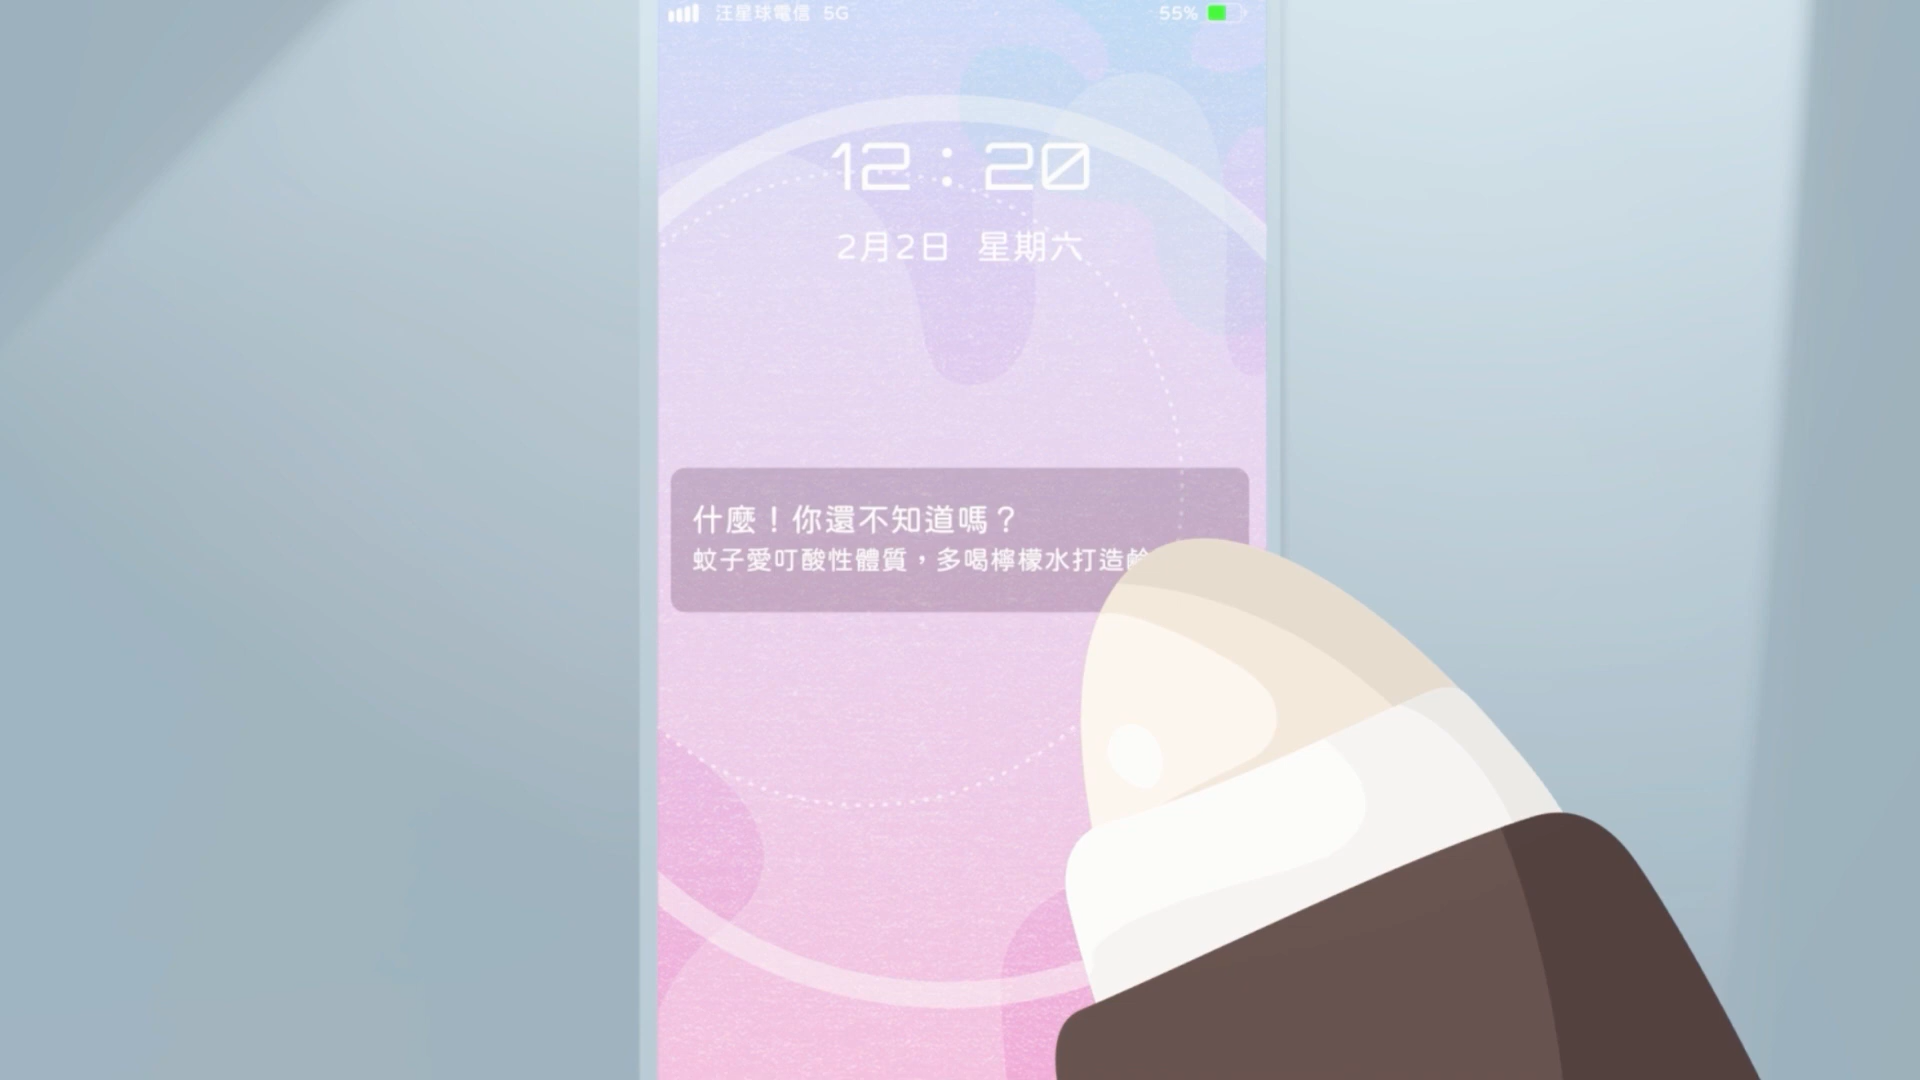 汪星球電信 5G 55%
12：20
2月2日 星期六
什麼！你還不知道嗎？
蚊子愛叮酸性體質，多喝檸檬水打造